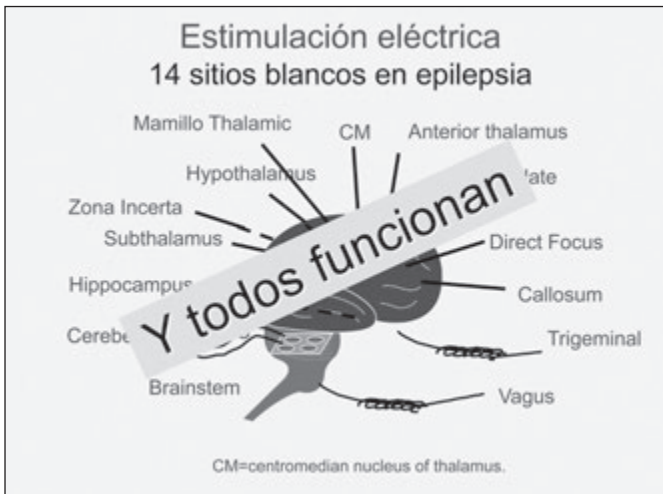 Estimulación eléctrica
14 sitios blancos en epilepsia
Mamillo Thalamic
CM
Anterior thalamus
Hypothalamus
Zona Incerta
Subthalamus
Direct Focus
Hippocampus
Callosum
Y todos funcionan
Trigeminal
Brainstem
Vagus
CM=centromedian nucleus of thalamus.